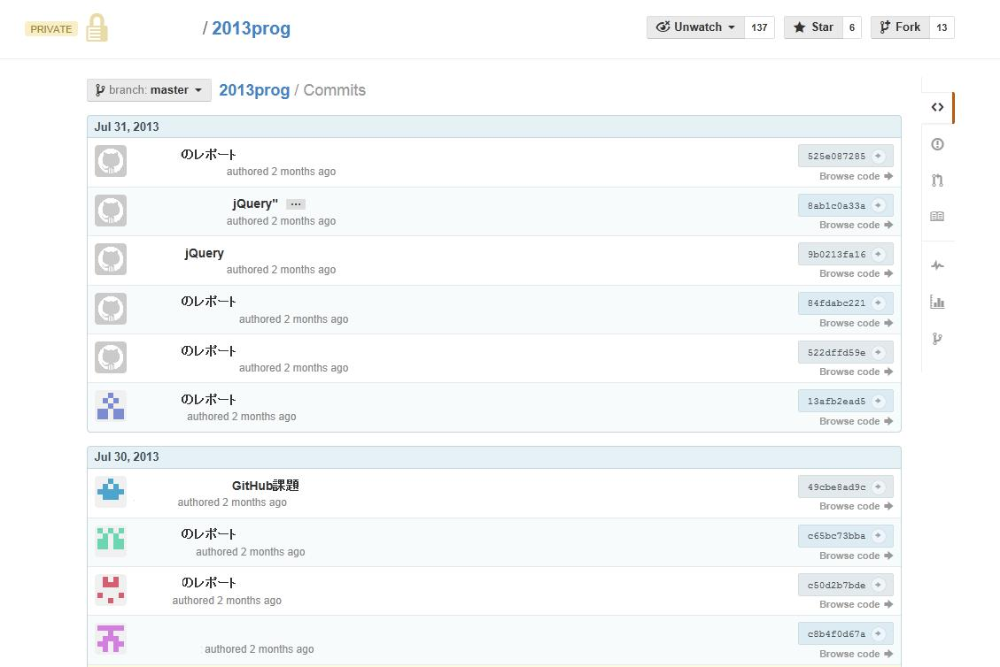 PRIVATE
/ 2013prog
Unwatch 137
Star 6
Fork 13
branch: master
2013prog / Commits
Jul 31, 2013
のレポート
authored 2 months ago
525e087285
Browse code
jQuery" ...
authored 2 months ago
8ab1c0a33a
Browse code
jQuery
authored 2 months ago
9b0213fa16
Browse code
のレポート
authored 2 months ago
84fdabc221
Browse code
のレポート
authored 2 months ago
522dffd59e
Browse code
のレポート
authored 2 months ago
13afb2ead5
Browse code
Jul 30, 2013
GitHub課題
authored 2 months ago
49cbe8ad9c
Browse code
のレポート
authored 2 months ago
c65bc73bba
Browse code
のレポート
authored 2 months ago
c50d2b7bde
Browse code
authored 2 months ago
c8b4f0d67a
Browse code